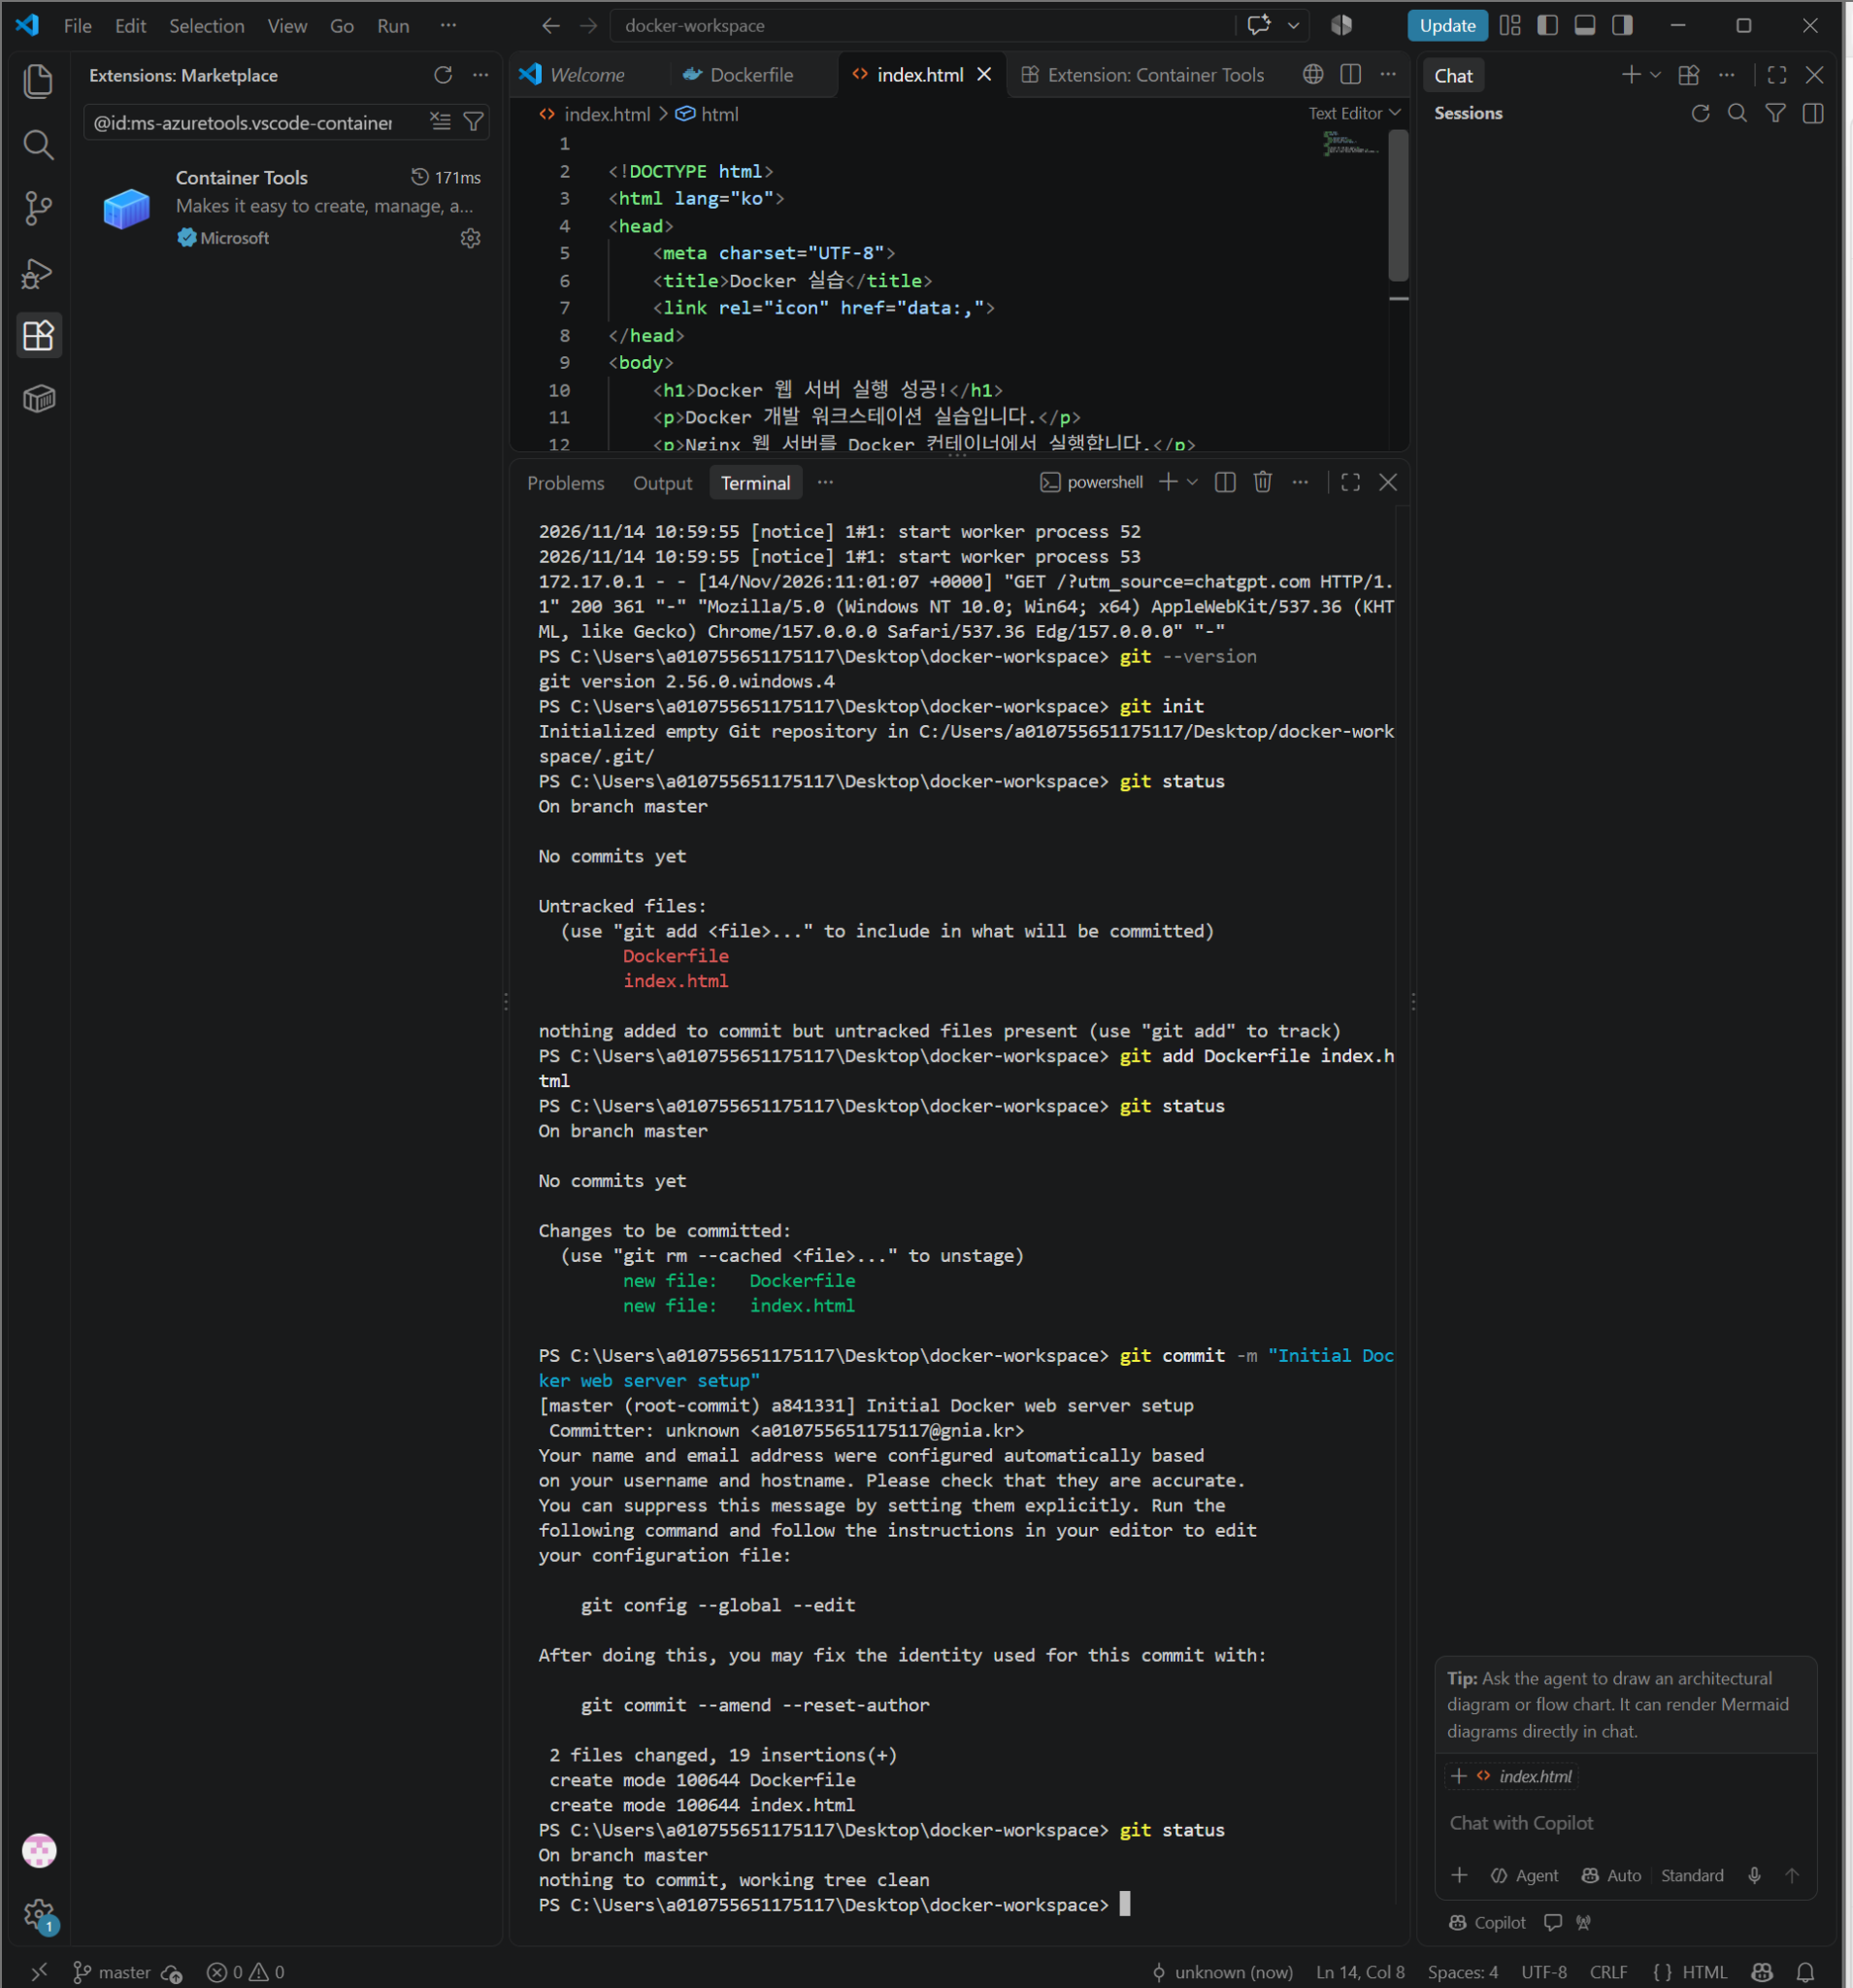 File Edit Selection View Go Run ... docker-workspace Update
Extensions: Marketplace
@id:ms-azuretools.vscode-container
Container Tools 171ms
Makes it easy to create, manage, a...
Microsoft
Welcome Dockerfile index.html Extension: Container Tools
index.html > html Text Editor
1
2 <!DOCTYPE html>
3 <html lang="ko">
4 <head>
5 <meta charset="UTF-8">
6 <title>Docker 실습</title>
7 <link rel="icon" href="data:,">
8 </head>
9 <body>
10 <h1>Docker 웹 서버 실행 성공!</h1>
11 <p>Docker 개발 워크스테이션 실습입니다.</p>
12 <p>Nginx 웹 서버를 Docker 컨테이너에서 실행합니다.</p>
Problems Output Terminal ... powershell
2026/11/14 10:59:55 [notice] 1#1: start worker process 52
2026/11/14 10:59:55 [notice] 1#1: start worker process 53
172.17.0.1 - - [14/Nov/2026:11:01:07 +0000] "GET /?utm_source=chatgpt.com HTTP/1.
1" 200 361 "-" "Mozilla/5.0 (Windows NT 10.0; Win64; x64) AppleWebKit/537.36 (KHT
ML, like Gecko) Chrome/157.0.0.0 Safari/537.36 Edg/157.0.0.0" "-"
PS C:\Users\a010755651175117\Desktop\docker-workspace> git --version
git version 2.56.0.windows.4
PS C:\Users\a010755651175117\Desktop\docker-workspace> git init
Initialized empty Git repository in C:/Users/a010755651175117/Desktop/docker-work
space/.git/
PS C:\Users\a010755651175117\Desktop\docker-workspace> git status
On branch master
No commits yet
Untracked files:
(use "git add <file>..." to include in what will be committed)
Dockerfile
index.html
nothing added to commit but untracked files present (use "git add" to track)
PS C:\Users\a010755651175117\Desktop\docker-workspace> git add Dockerfile index.h
tml
PS C:\Users\a010755651175117\Desktop\docker-workspace> git status
On branch master
No commits yet
Changes to be committed:
(use "git rm --cached <file>..." to unstage)
new file: Dockerfile
new file: index.html
PS C:\Users\a010755651175117\Desktop\docker-workspace> git commit -m "Initial Doc
ker web server setup"
[master (root-commit) a841331] Initial Docker web server setup
Committer: unknown <a010755651175117@gnia.kr>
Your name and email address were configured automatically based
on your username and hostname. Please check that they are accurate.
You can suppress this message by setting them explicitly. Run the
following command and follow the instructions in your editor to edit
your configuration file:
git config --global --edit
After doing this, you may fix the identity used for this commit with:
git commit --amend --reset-author
2 files changed, 19 insertions(+)
create mode 100644 Dockerfile
create mode 100644 index.html
PS C:\Users\a010755651175117\Desktop\docker-workspace> git status
On branch master
nothing to commit, working tree clean
PS C:\Users\a010755651175117\Desktop\docker-workspace>
Chat
Sessions
Tip: Ask the agent to draw an architectural
diagram or flow chart. It can render Mermaid
diagrams directly in chat.
index.html
Chat with Copilot
Agent Auto Standard
Copilot
1
master 0 0 unknown (now) Ln 14, Col 8 Spaces: 4 UTF-8 CRLF { } HTML